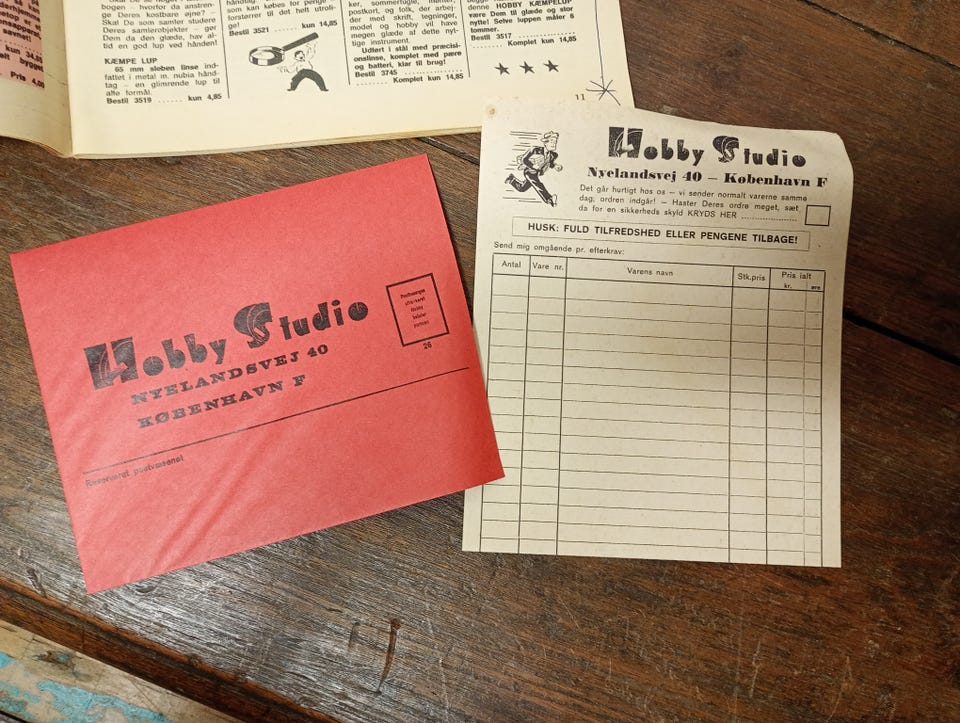 bogen – hvorfor da anstren-
ge Deres kostbare øjne? –
Skal De som samler studere
Deres samlerobjekter – gør
Dem da den glæde, har al-
tid en god lup ved hånden!
KÆMPE LUP
65 mm sleben linse ind-
fattet i metal m. nubia hånd-
tag – en glimrende lup til
alle formål.
Bestil 3519 ...... kun 4,85
som kan købes for penge –
forstørrer til det helt utroli-
ge!
kun 14,85
Bestil 3521
postkort, og folk, der arbej-
der med skrift, tegninger,
model og hobby vil have
megen glæde af dette nyt-
tige instrument.
Udført i stål med præcisi-
onslinse, komplet med pære
og batteri, klar til brug!
Bestil 3745
Komplet kun 14,85
denne HOBBY KÆMPELUP
være Dem til glæde og stor
nytte! Selve luppen måler 6
tommer.
Bestil 3517
Komplet kun 14,85
11
Pris 4,
Hobby Studio
NYELANDSVEJ 40
KØBENHAVN F
26
Reserveret postvæsenet
Hobby Studio
Nyelandsvej 40 – København F
Det går hurtigt hos os – vi sender normalt varerne samme
dag, ordren indgår! – Haster Deres ordre meget, sæt
da for en sikkerheds skyld KRYDS HER
HUSK: FULD TILFREDSHED ELLER PENGENE TILBAGE!
Send mig omgående pr. efterkrav:
Antal Vare nr. Varens navn Stk.pris Pris ialt
kr. øre